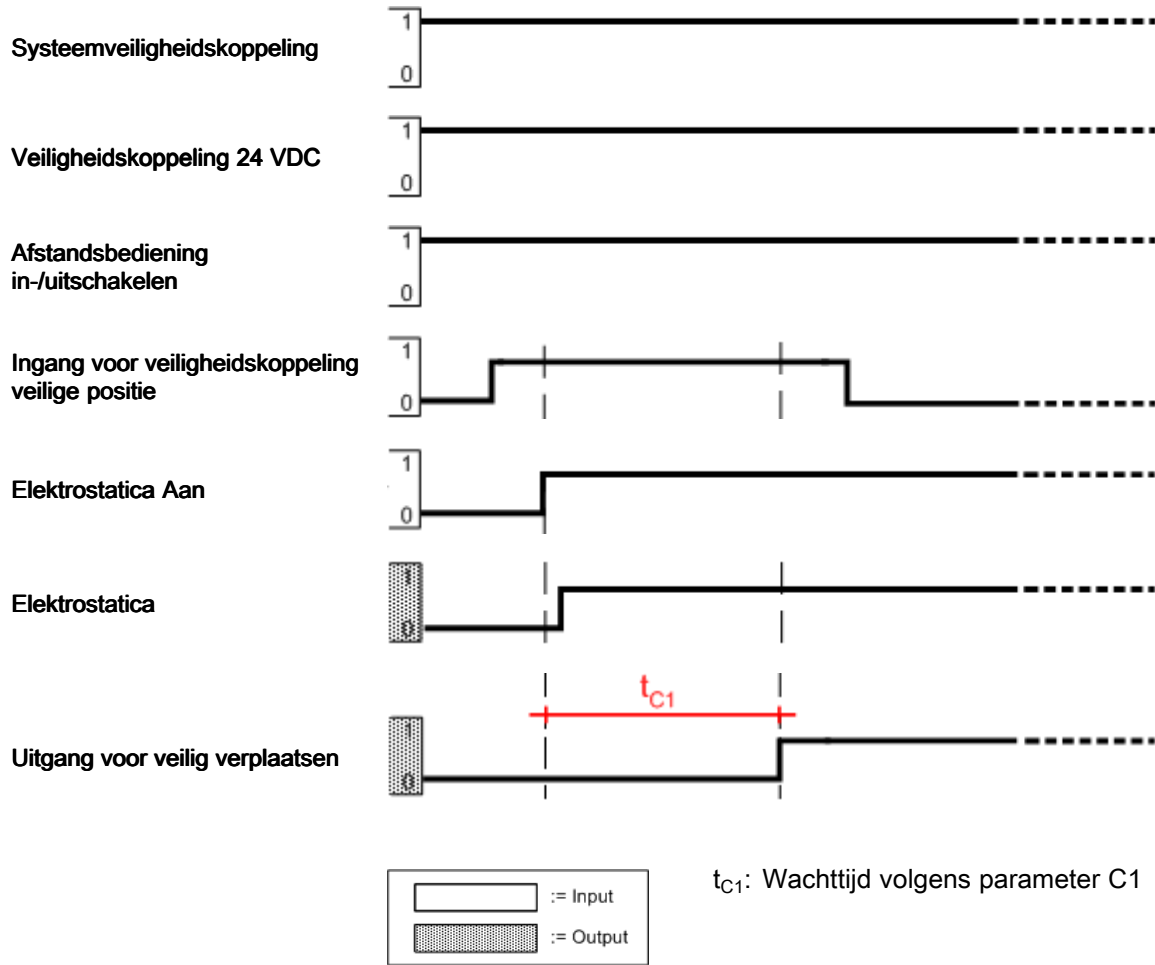 1
Systeemveiligheidskoppeling
0
1
Veiligheidskoppeling 24 VDC
0
1
Afstandsbediening
in-/uitschakelen
0
1
Ingang voor veiligheidskoppeling
veilige positie
0
1
Elektrostatica Aan
0
1
Elektrostatica
0
tC1
1
Uitgang voor veilig verplaatsen
0
tC1: Wachttijd volgens parameter C1
:= Input
:= Output